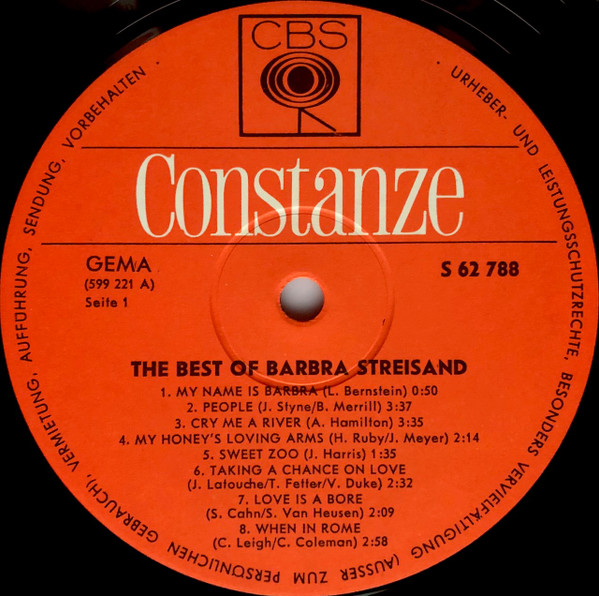 CBS
Constanze
GEMA
(599 221 A)
Seite 1
S 62 788
THE BEST OF BARBRA STREISAND
1. MY NAME IS BARBRA (L. Bernstein) 0:50
2. PEOPLE (J. Styne/B. Merrill) 3:37
3. CRY ME A RIVER (A. Hamilton) 3:35
4. MY HONEY'S LOVING ARMS (H. Ruby/J. Meyer) 2:14
5. SWEET ZOO (J. Harris) 1:35
6. TAKING A CHANCE ON LOVE
(J. Latouche/T. Fetter/V. Duke) 2:32
7. LOVE IS A BORE
(S. Cahn/S. Van Heusen) 2:09
8. WHEN IN ROME
(C. Leigh/C. Coleman) 2:58
· URHEBER- UND LEISTUNGSSCHUTZRECHTE, BESONDERS VERVIELFÄLTIGUNG (AUSSER ZUM PERSÖNLICHEN GEBRAUCH), VERMIETUNG, AUFFÜHRUNG, SENDUNG, VORBEHALTEN ·